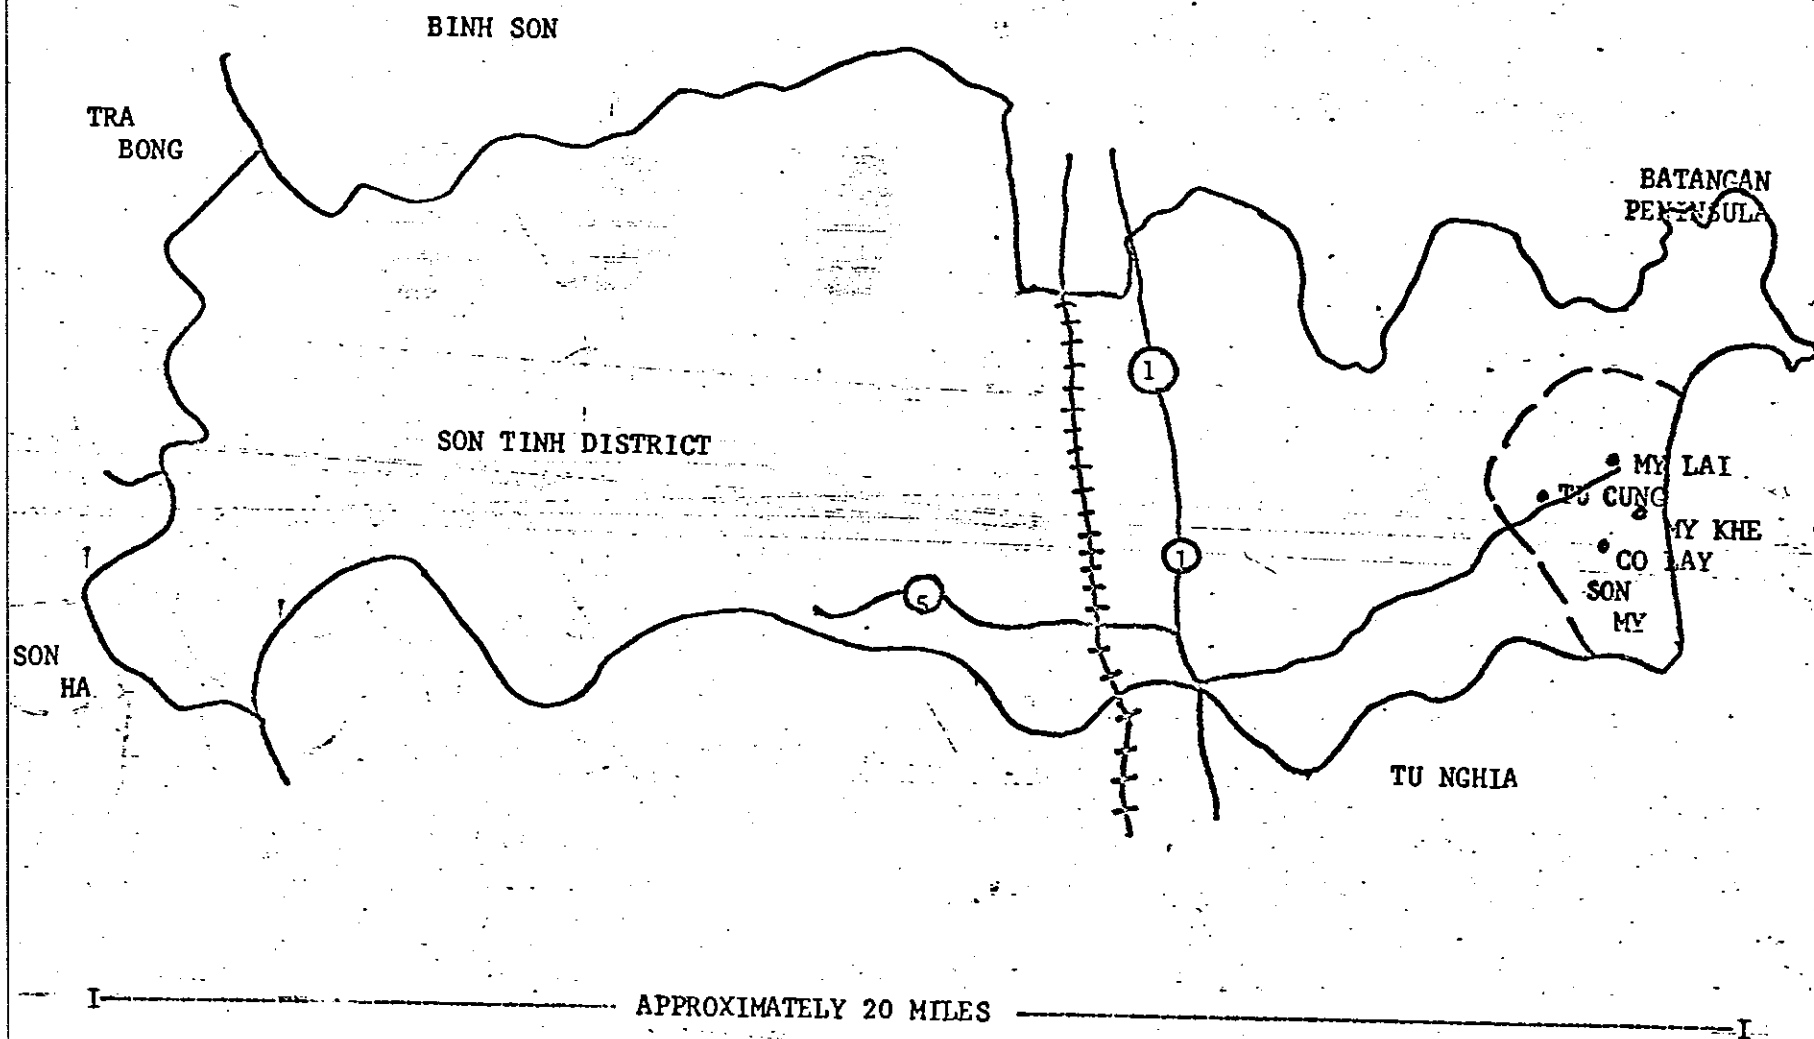 BINH SON
TRA
BONG
BATANGAN
PENINSULA
1
SON TINH DISTRICT
MY LAI
TU CUNG
MY KHE
1
CO LAY
5
SON
MY
SON
HA
TU NGHIA
I APPROXIMATELY 20 MILES I